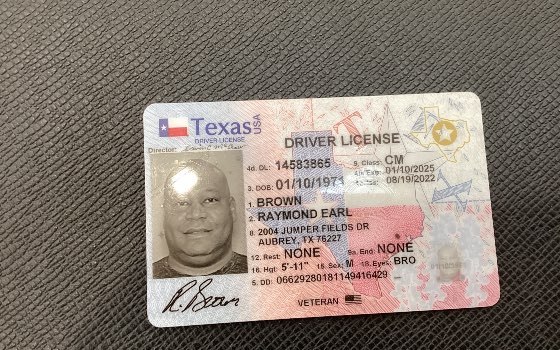 Texas USA
DRIVER LICENSE
Director:
DRIVER LICENSE
4d. DL: 14583865 9. Class: CM
4b. Exp: 01/10/2025
3. DOB: 01/10/1971 08/19/2022
1. BROWN
2. RAYMOND EARL
8. 2004 JUMPER FIELDS DR
AUBREY, TX 76227
12. Rest: NONE 9a. End: NONE
16. Hgt: 5'-11" 15. Sex: M 18. Eyes: BRO
5. DD: 06629280181149416429
R. Brown
VETERAN